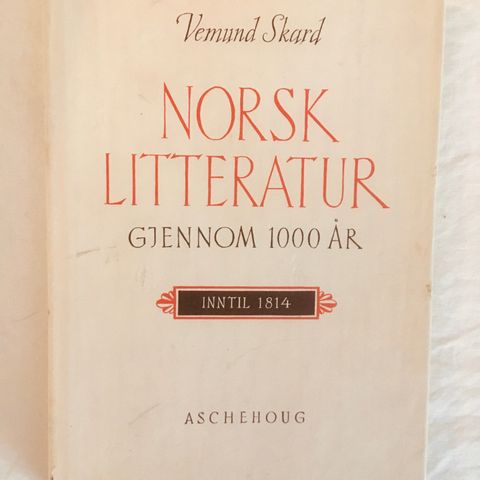 Vemund Skard
NORSK
LITTERATUR
GJENNOM 1000 ÅR
INNTIL 1814
ASCHEHOUG